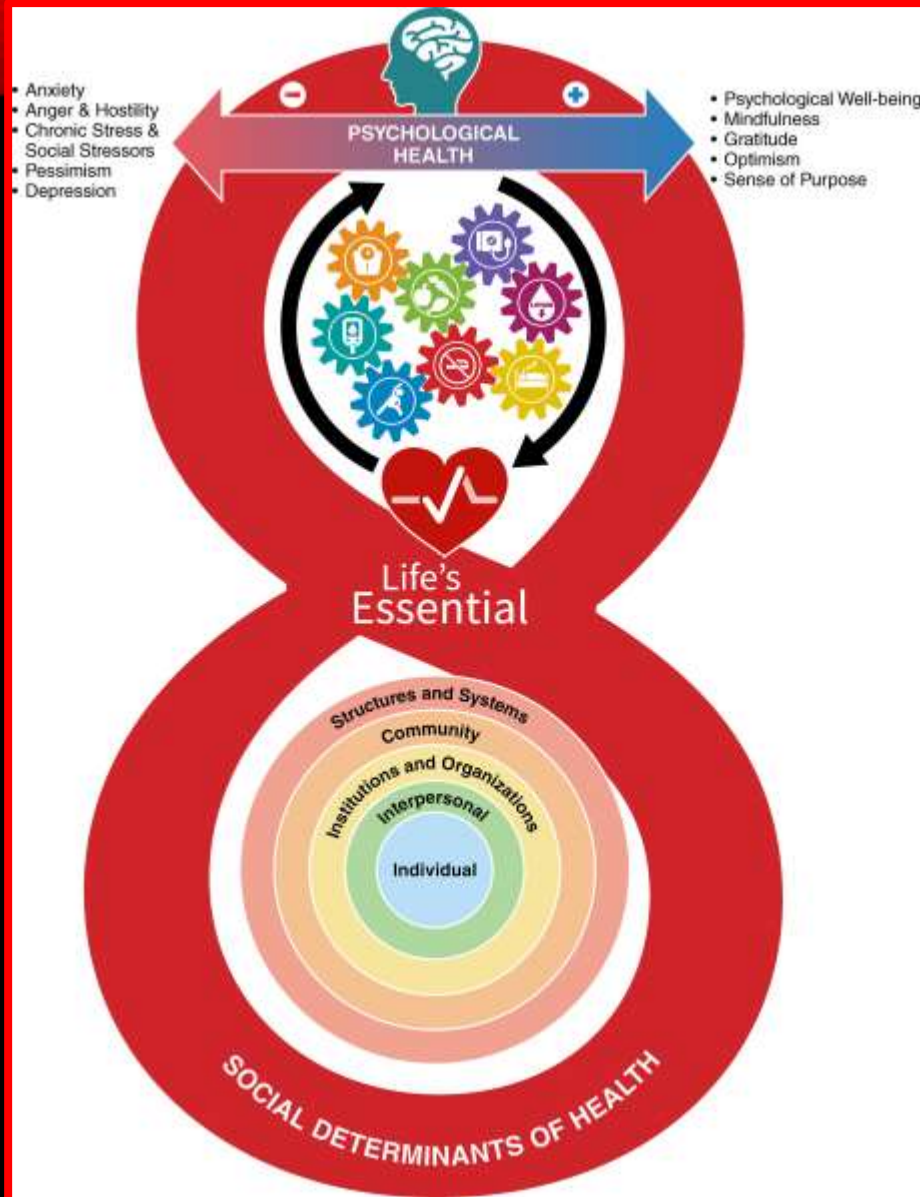 • Anxiety
• Anger & Hostility
• Chronic Stress &
Social Stressors
• Pessimism
• Depression
PSYCHOLOGICAL
HEALTH
• Psychological Well-being
• Mindfulness
• Gratitude
• Optimism
• Sense of Purpose
Life's
Essential
Structures and Systems
Community
Institutions and Organizations
Interpersonal
Individual
SOCIAL DETERMINANTS OF HEALTH